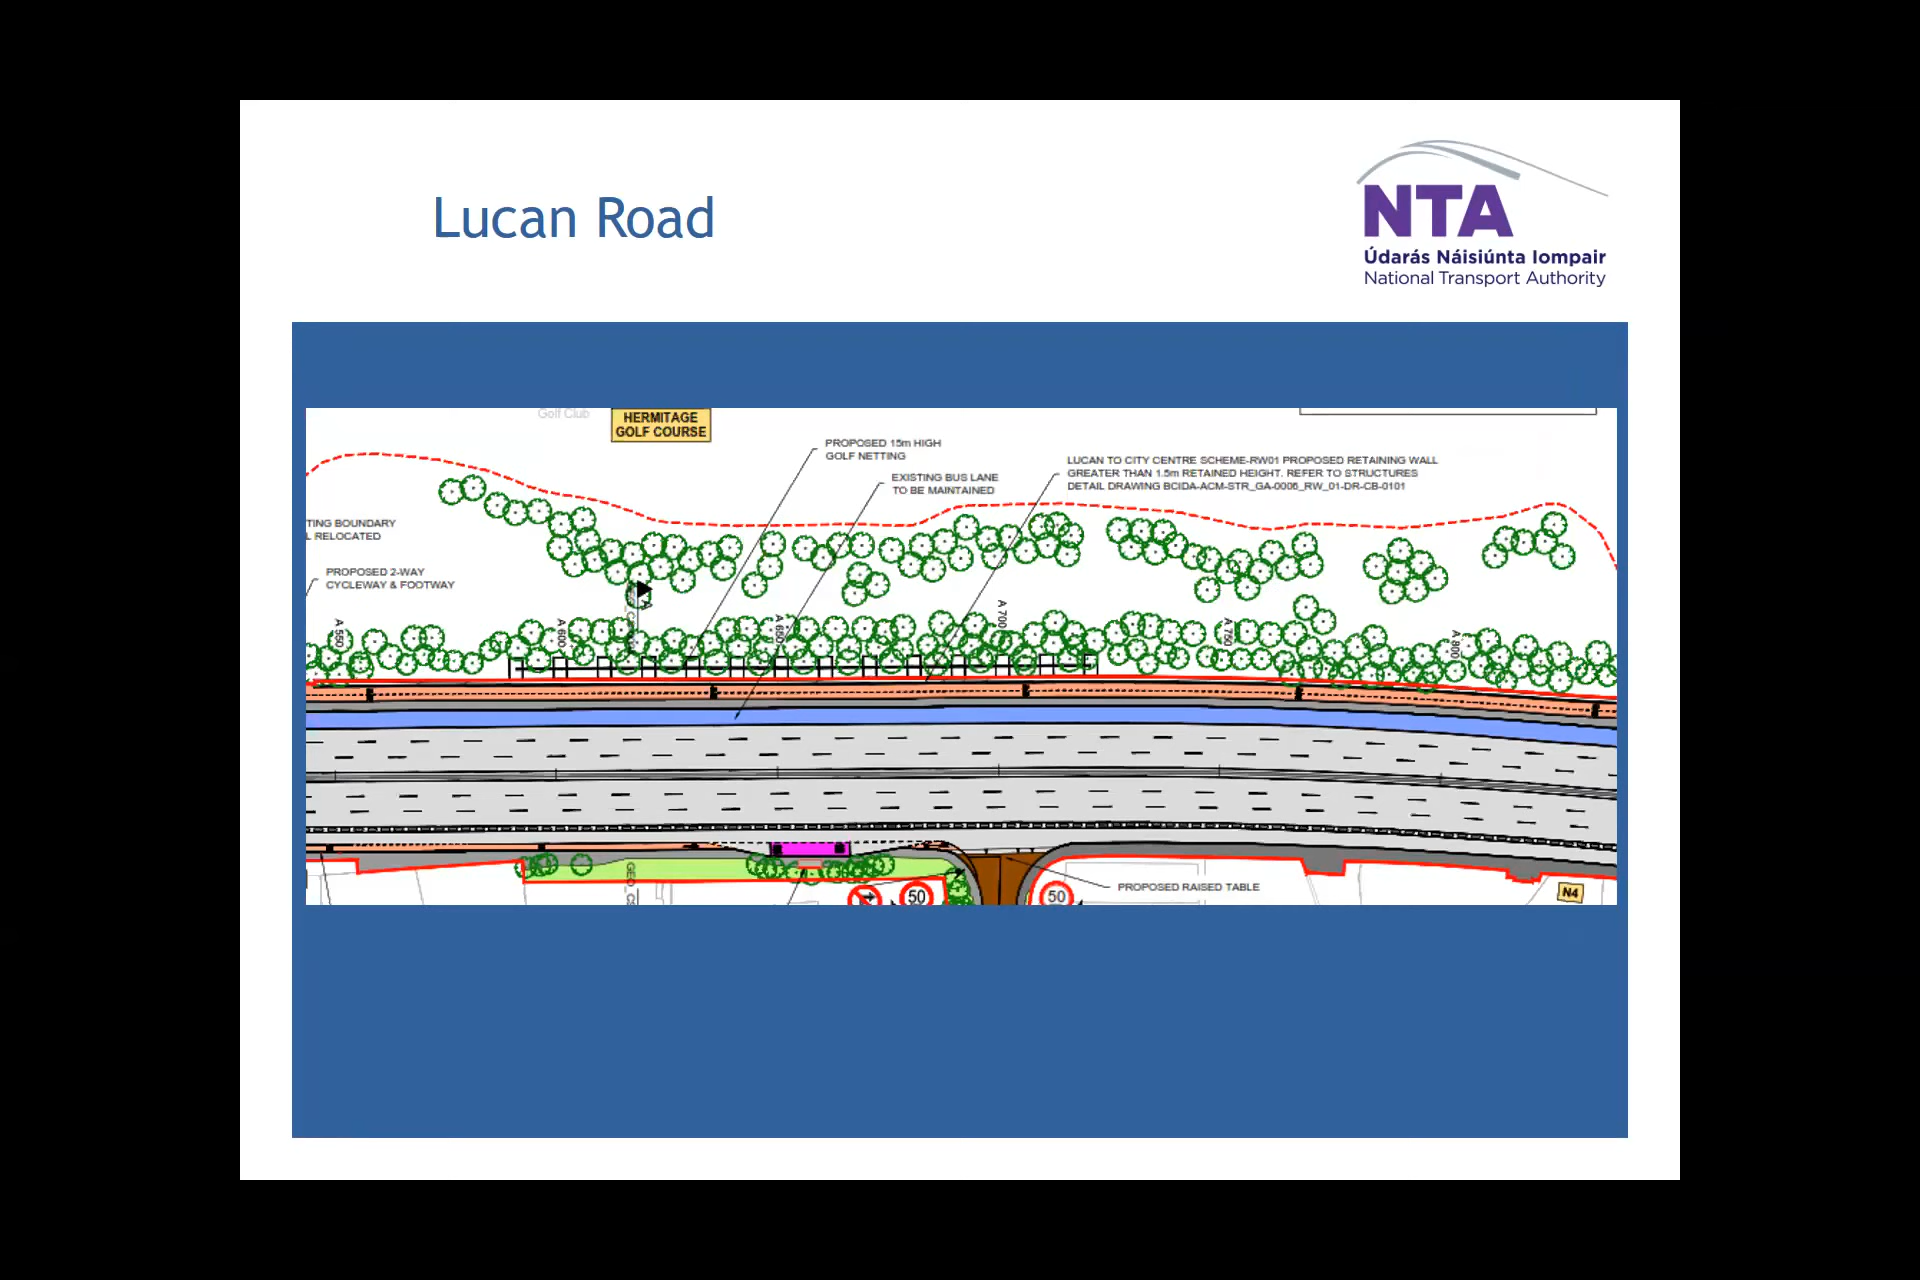 Lucan Road
NTA
Údarás Náisiúnta Iompair
National Transport Authority
Golf Club
HERMITAGE
GOLF COURSE
PROPOSED 15m HIGH
GOLF NETTING
EXISTING BUS LANE
TO BE MAINTAINED
LUCAN TO CITY CENTRE SCHEME-RW01 PROPOSED RETAINING WALL
GREATER THAN 1.5m RETAINED HEIGHT. REFER TO STRUCTURES
DETAIL DRAWING BCIDA-ACM-STR_GA-0006_RW_01-DR-CB-0101
TING BOUNDARY
L RELOCATED
PROPOSED 2-WAY
CYCLEWAY & FOOTWAY
A
A 550
A 600
A 650
A 700
A 750
A 800
50
50
PROPOSED RAISED TABLE
N4